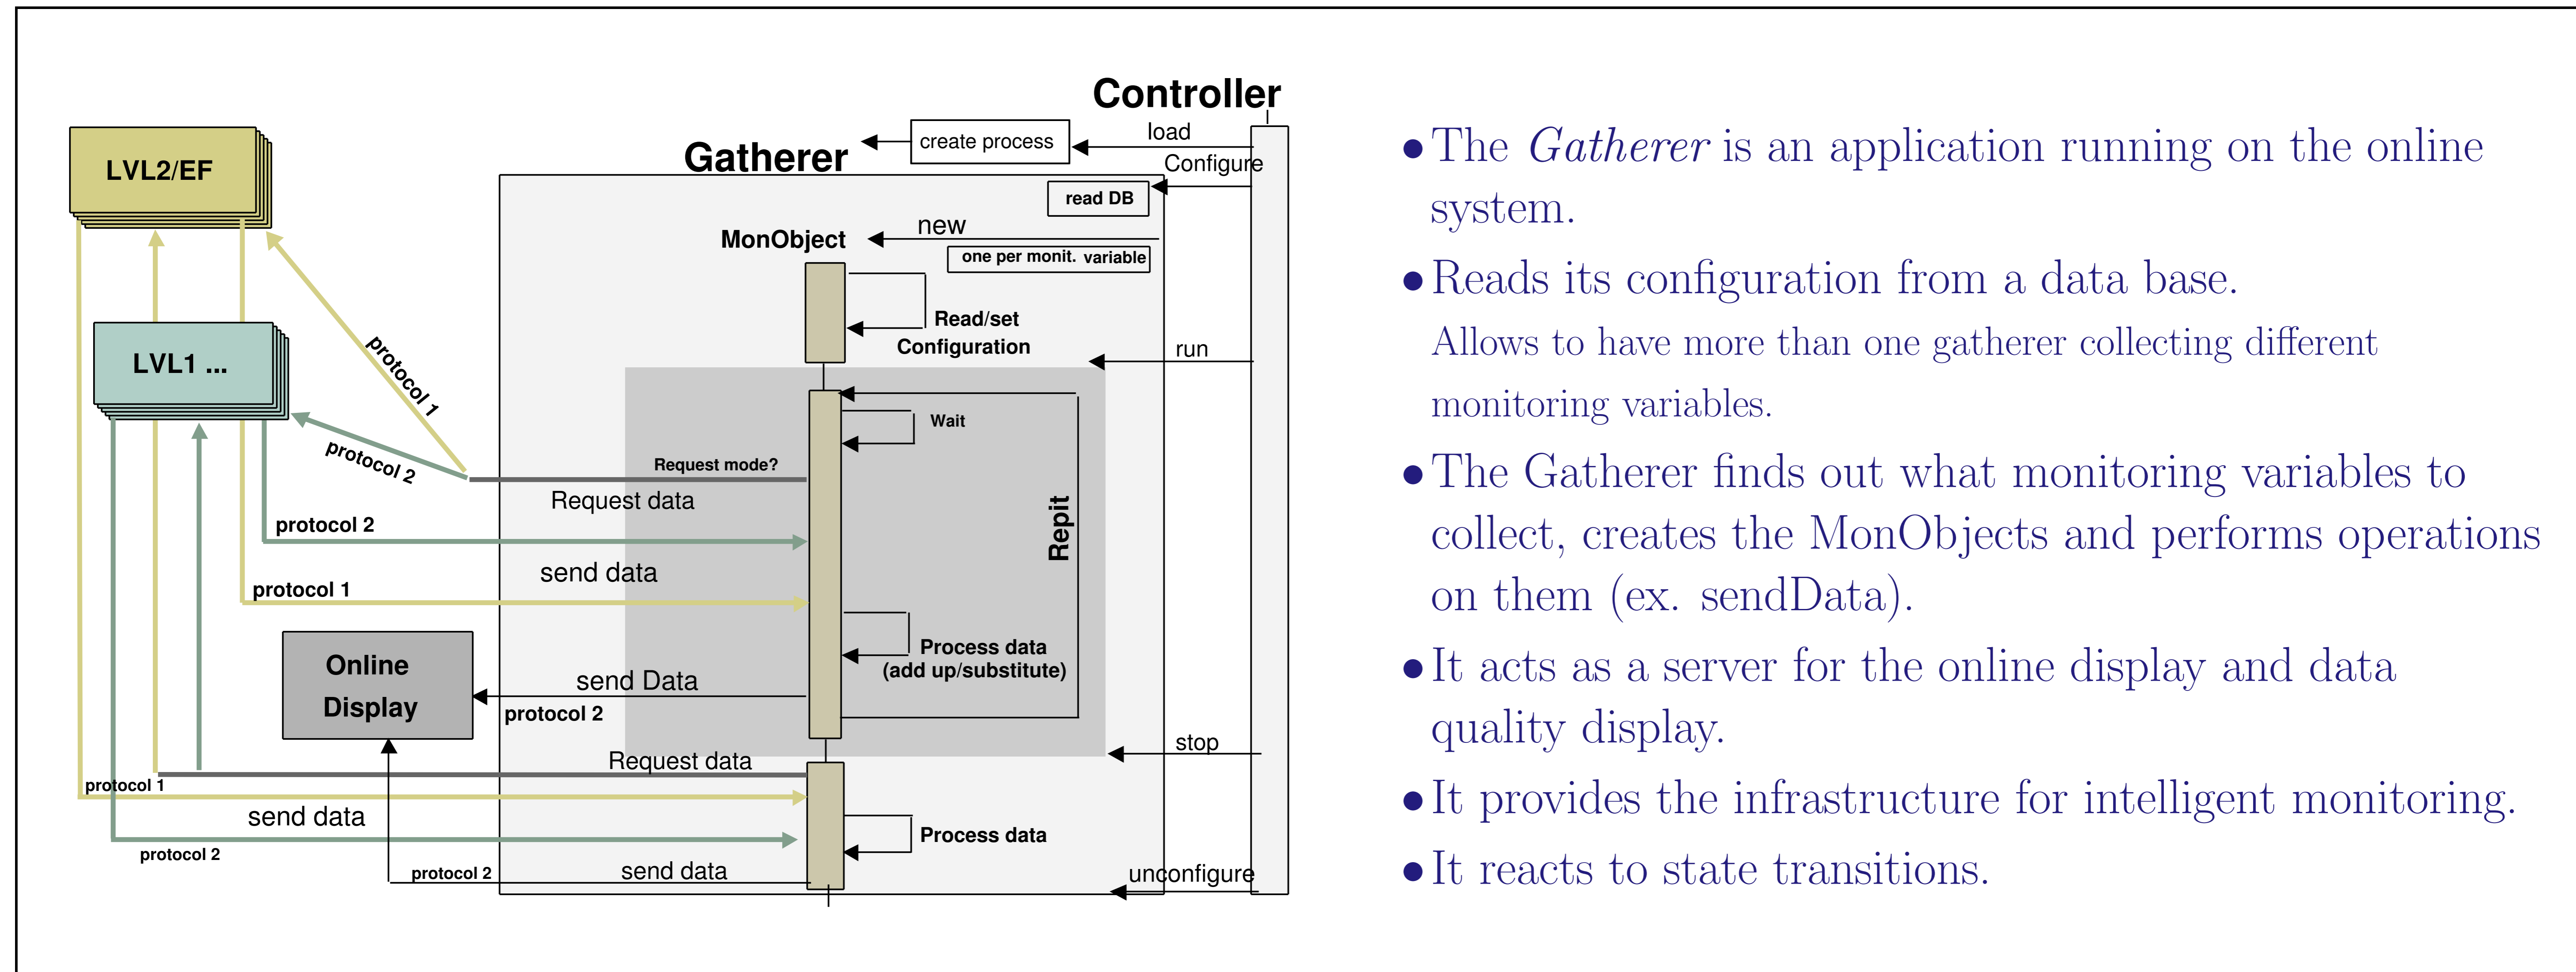 Controller
load
create process
Gatherer
Configure
LVL2/EF
read DB
new
MonObject
one per monit. variable
Read/set
Configuration
run
LVL1 ...
protocol 1
Wait
protocol 2
Request mode?
Request data
Repit
protocol 2
send data
protocol 1
Process data
(add up/substitute)
Online
Display
send Data
protocol 2
stop
Request data
protocol 1
send data
Process data
protocol 2
protocol 2
send data
unconfigure
•The Gatherer is an application running on the online
system.
•Reads its configuration from a data base.
Allows to have more than one gatherer collecting different
monitoring variables.
•The Gatherer finds out what monitoring variables to
collect, creates the MonObjects and performs operations
on them (ex. sendData).
•It acts as a server for the online display and data
quality display.
•It provides the infrastructure for intelligent monitoring.
•It reacts to state transitions.